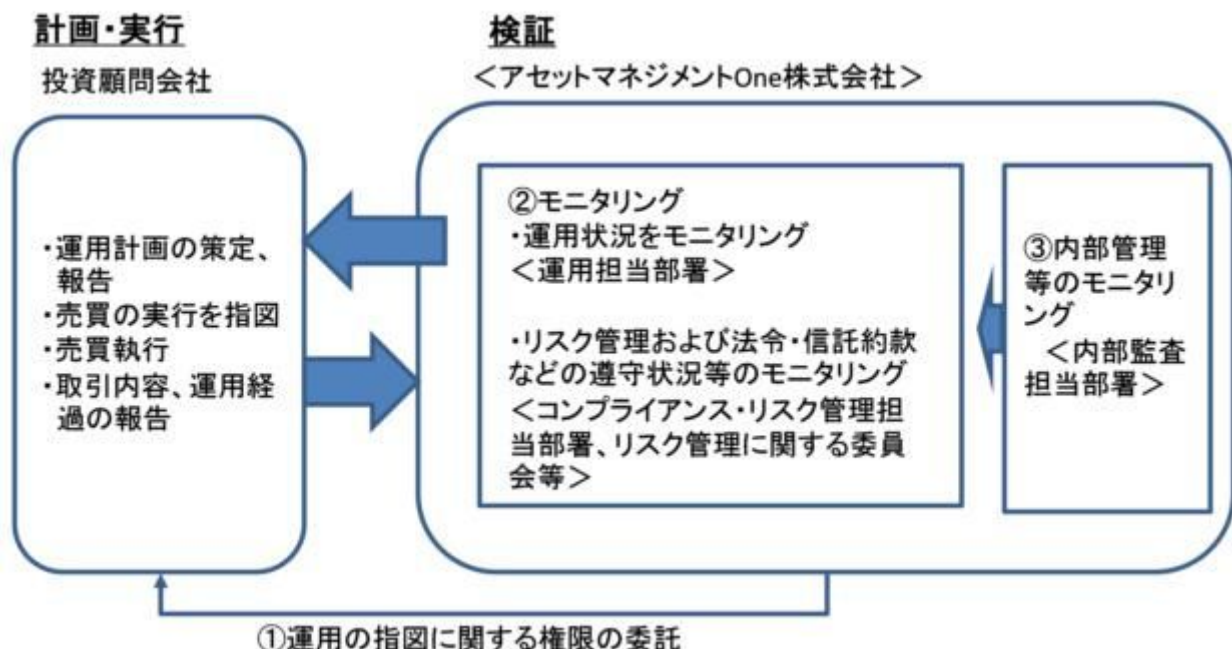 計画・実行
投資顧問会社
・運用計画の策定、
報告
・売買の実行を指図
・売買執行
・取引内容、運用経
過の報告
検証
＜アセットマネジメントOne株式会社＞
②モニタリング
・運用状況をモニタリング
＜運用担当部署＞
・リスク管理および法令・信託約款
などの遵守状況等のモニタリング
＜コンプライアンス・リスク管理担
当部署、リスク管理に関する委員
会等＞
③内部管理
等のモニタリ
ング
＜内部監査
担当部署＞
①運用の指図に関する権限の委託